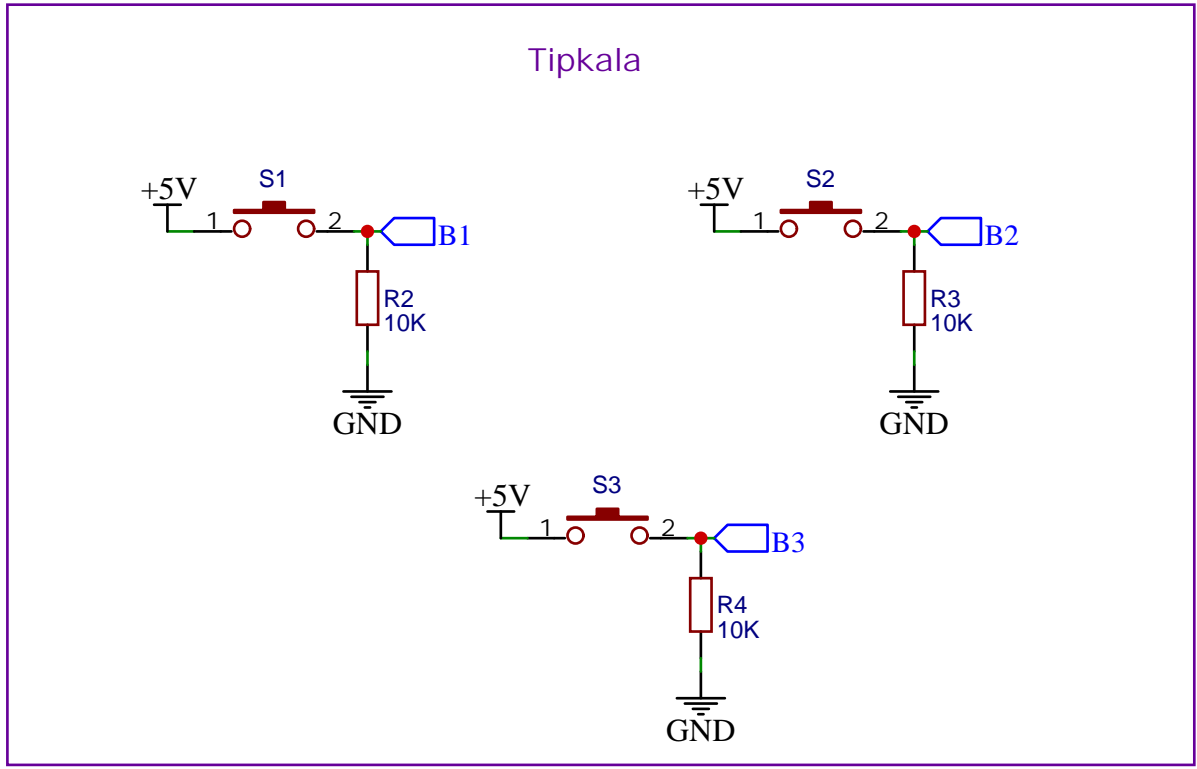 Tipkala
S1
+5V
1 2
B1
R2
10K
GND
S2
+5V
1 2
B2
R3
10K
GND
S3
+5V
1 2
B3
R4
10K
GND